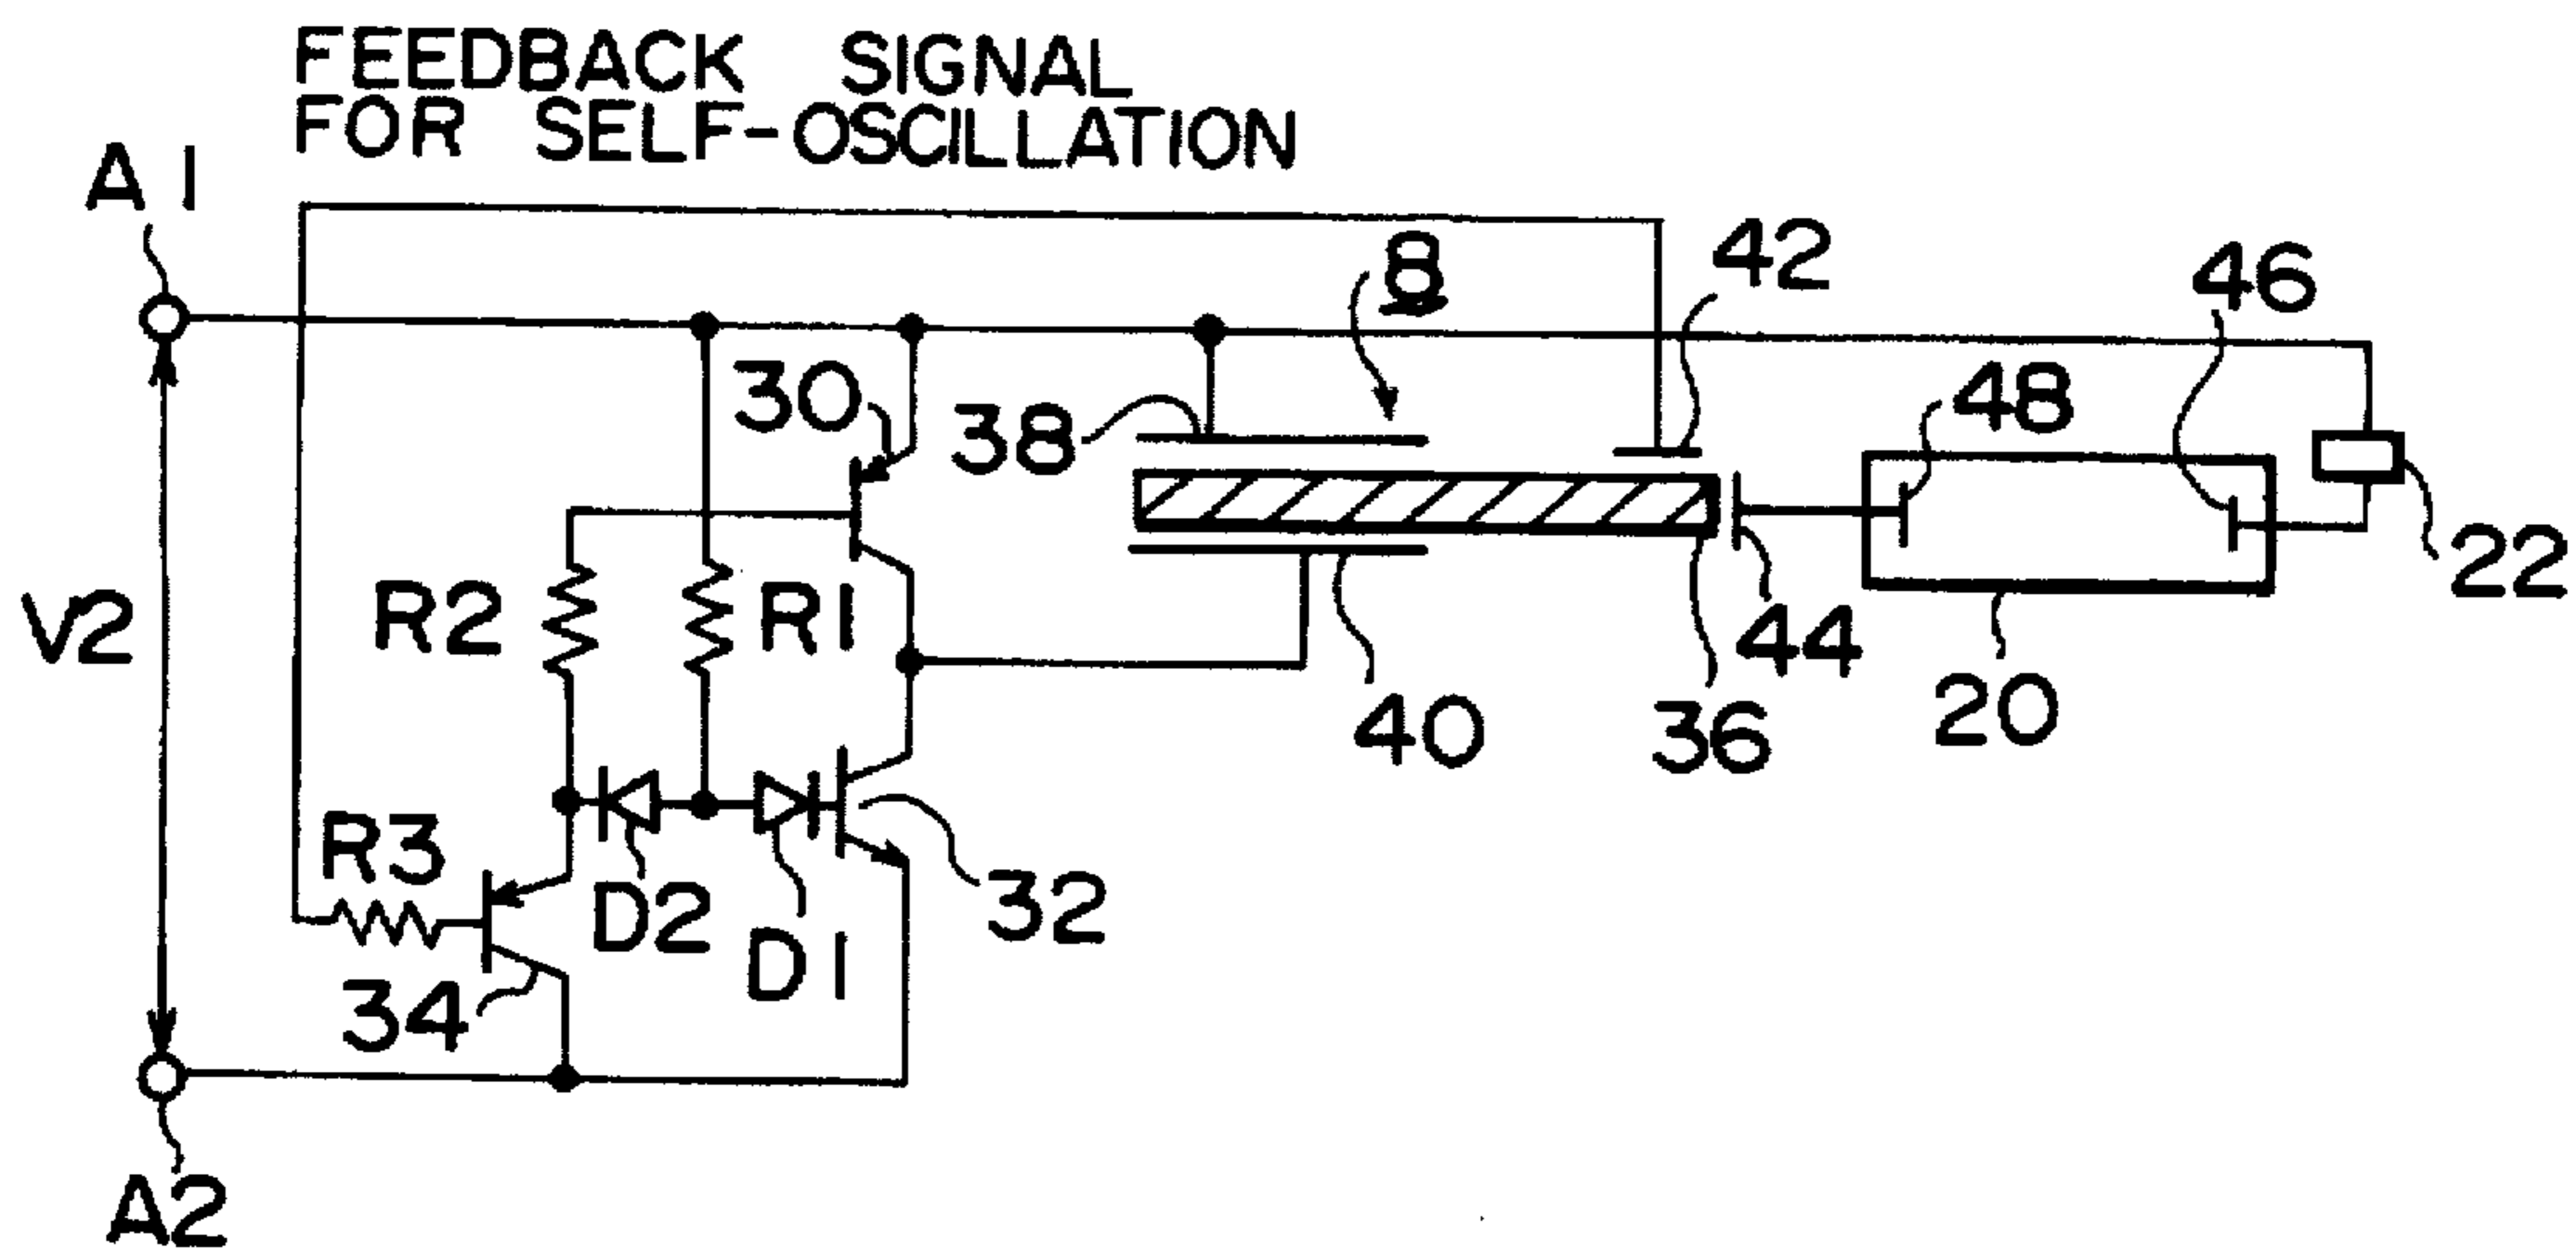 FEEDBACK SIGNAL
FOR SELF-OSCILLATION
A1
8
42
46
30
38
48
22
R2
R1
V2
44
40
36
20
R3
D2
D1
32
34
A2